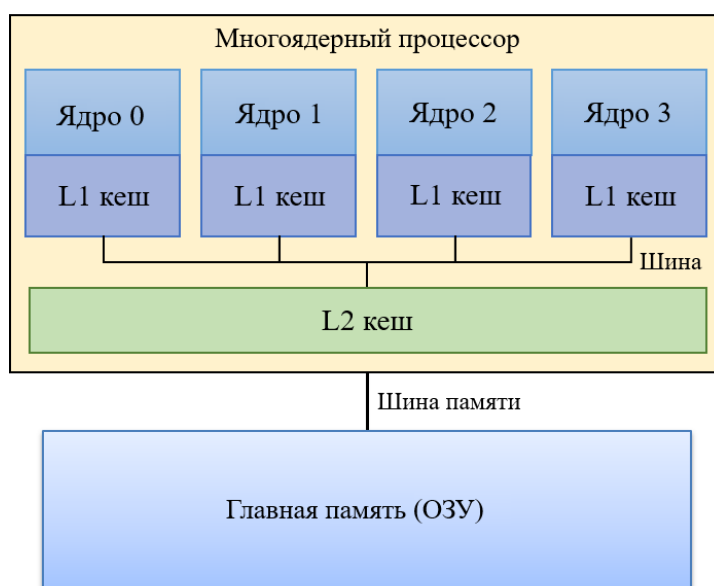 Многоядерный процессор
Ядро 0
Ядро 1
Ядро 2
Ядро 3
L1 кеш
L1 кеш
L1 кеш
L1 кеш
Шина
L2 кеш
Шина памяти
Главная память (ОЗУ)